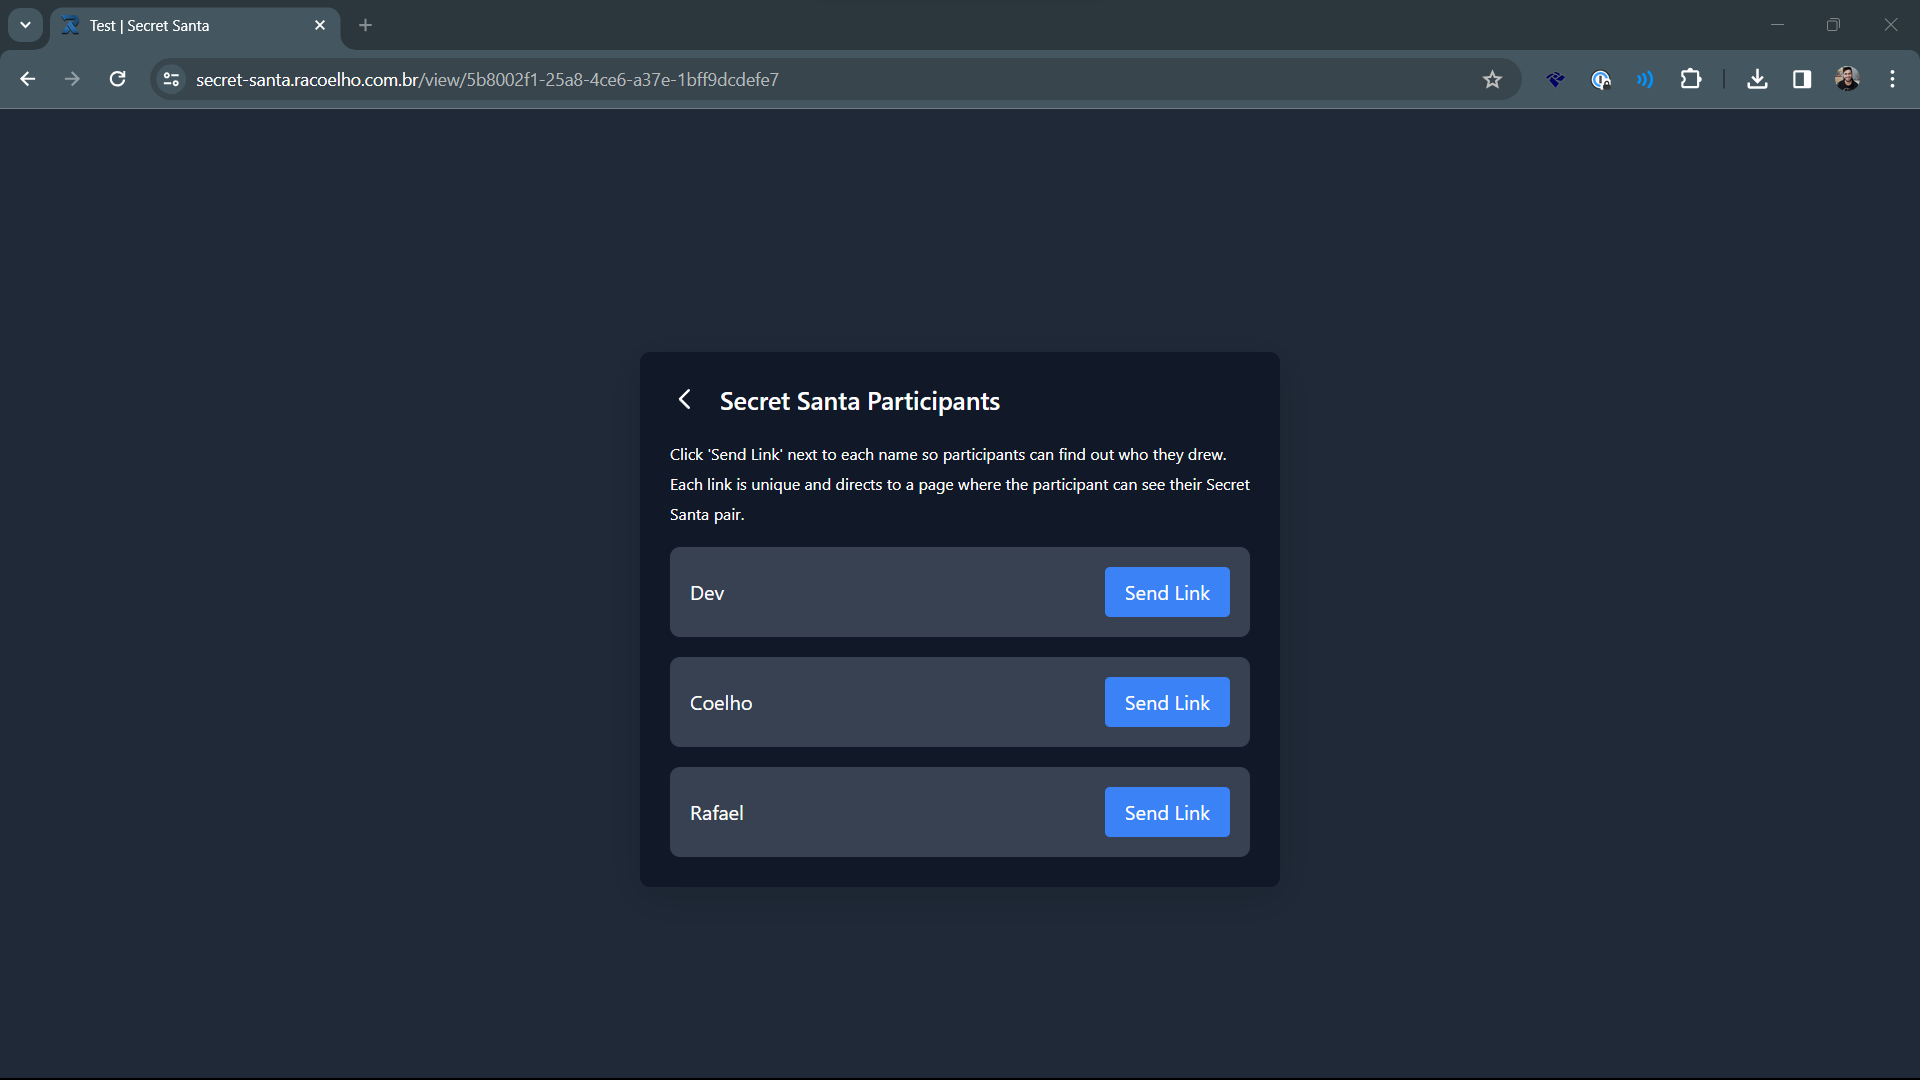 Test | Secret Santa
secret-santa.racoelho.com.br/view/5b8002f1-25a8-4ce6-a37e-1bff9dcdefe7
Secret Santa Participants
Click 'Send Link' next to each name so participants can find out who they drew.
Each link is unique and directs to a page where the participant can see their Secret
Santa pair.
Dev
Send Link
Coelho
Send Link
Rafael
Send Link